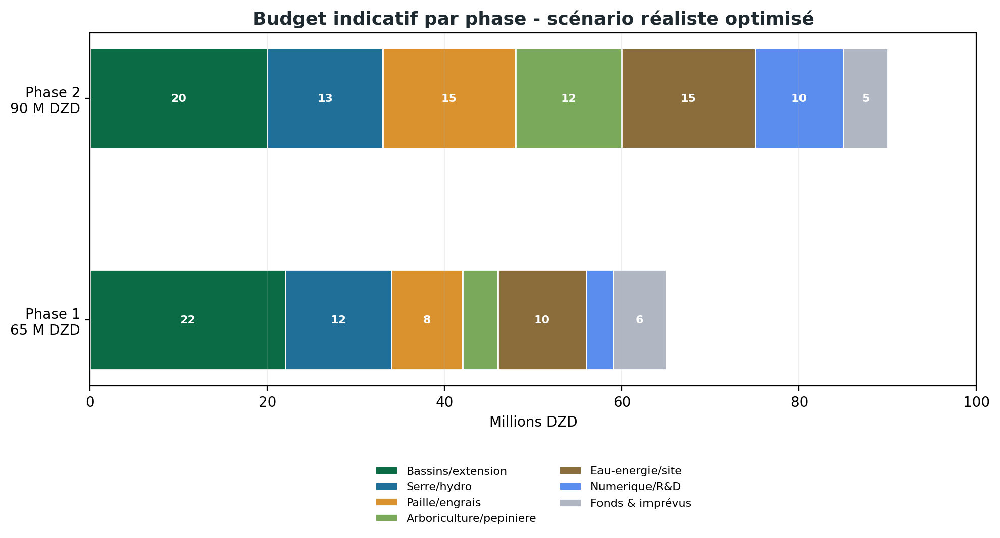 Budget indicatif par phase - scénario réaliste optimisé
Phase 2
90 M DZD
20 13 15 12 15 10 5
Phase 1
65 M DZD
22 12 8 10 6
0 20 40 60 80 100
Millions DZD
Bassins/extension
Serre/hydro
Paille/engrais
Arboriculture/pepiniere
Eau-energie/site
Numerique/R&D
Fonds & imprévus